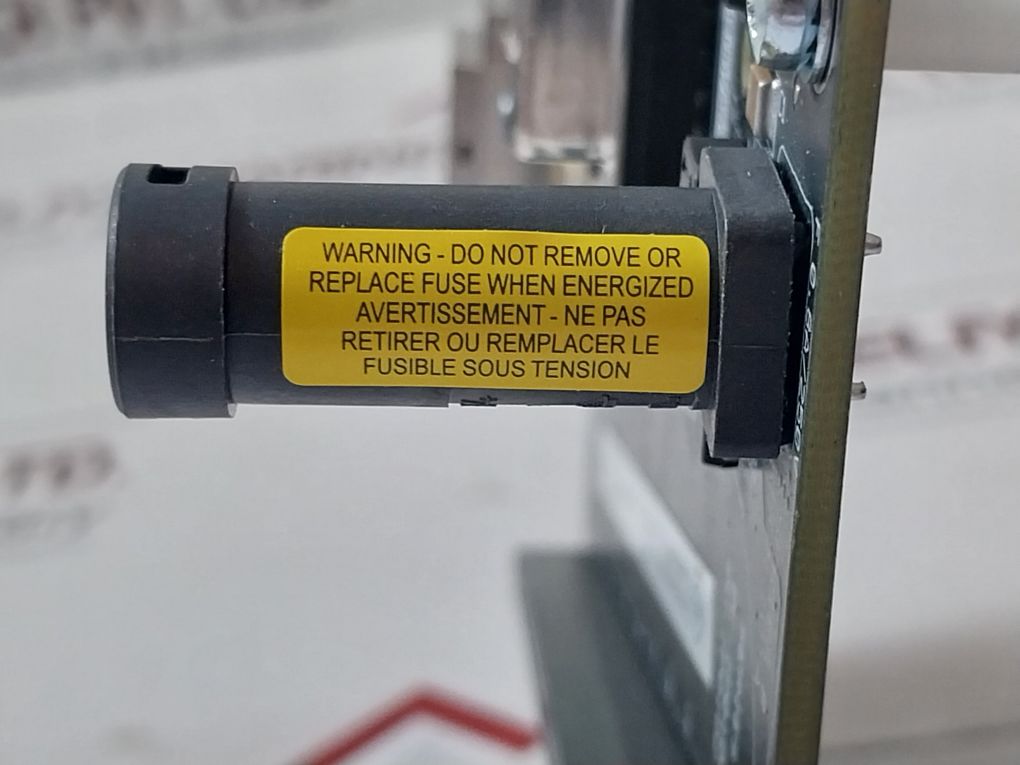 WARNING - DO NOT REMOVE OR
REPLACE FUSE WHEN ENERGIZED
AVERTISSEMENT - NE PAS
RETIRER OU REMPLACER LE
FUSIBLE SOUS TENSION